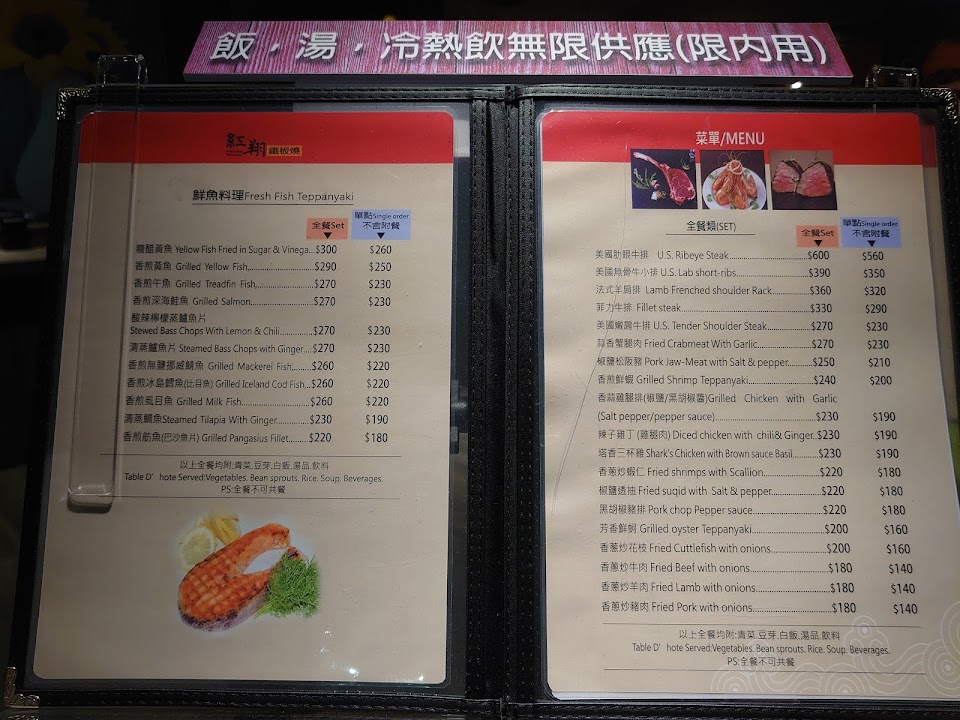 飯‧湯‧冷熱飲無限供應(限內用)
紅翔 鐵板燒
鮮魚料理Fresh Fish Teppanyaki
全餐Set 單點Single order
不含附餐
糖醋黃魚 Yellow Fish Fried in Sugar & Vinega...$300 $260
香煎黃魚 Grilled Yellow Fish,...$290 $250
香煎午魚 Grilled Treadfin Fish,...$270 $230
香煎深海鮭魚 Grilled Salmon,...$270 $230
酸辣檸檬蒸鱸魚片
Stewed Bass Chops With Lemon & Chili...$270 $230
清蒸鱸魚片 Steamed Bass Chops with Ginger...$270 $230
香煎無鹽挪威鯖魚 Grilled Mackerel Fish,...$260 $220
香煎冰島鱈魚(比目魚) Grilled Iceland Cod Fish...$260 $220
香煎虱目魚 Grilled Milk Fish...$260 $220
清蒸鯛魚Steamed Tilapia With Ginger...$230 $190
香煎魴魚(巴沙魚片) Grilled Pangasius Fillet...$220 $180
以上全餐均附:青菜.豆芽.白飯.湯品.飲料
Table D' hote Served:Vegetables. Bean sprouts. Rice. Soup. Beverages.
PS:全餐不可共餐
菜單/MENU
全餐類(SET)
全餐Set 單點Single order
不含附餐
美國肋眼牛排 U.S. Ribeye Steak...$600 $560
美國無骨牛小排 U.S. Lab short-ribs...$390 $350
法式羊肩排 Lamb Frenched shoulder Rack...$360 $320
菲力牛排 Fillet steak...$330 $290
美國嫩肩牛排 U.S. Tender Shoulder Steak...$270 $230
蒜香蟹腿肉 Fried Crabmeat With Garlic...$270 $230
椒鹽松阪豬 Pork Jaw-Meat with Salt & pepper...$250 $210
香煎鮮蝦 Grilled Shrimp Teppanyaki...$240 $200
香蒜雞腿排(椒鹽/黑胡椒醬)Grilled Chicken with Garlic
(Salt pepper/pepper sauce)...$230 $190
辣子雞丁(雞腿肉) Diced chicken with chili& Ginger..$230 $190
塔香三杯雞 Shark's Chicken with Brown sauce Basil...$230 $190
香蔥炒蝦仁 Fried shrimps with Scallion...$220 $180
椒鹽透抽 Fried suqid with Salt & pepper...$220 $180
黑胡椒豬排 Pork chop Pepper sauce...$220 $180
芳香鮮蚵 Grilled oyster Teppanyaki...$200 $160
香蔥炒花枝 Fried Cuttlefish with onions...$200 $160
香蔥炒牛肉 Fried Beef with onions...$180 $140
香蔥炒羊肉 Fried Lamb with onions...$180 $140
香蔥炒豬肉 Fried Pork with onions...$180 $140
以上全餐均附:青菜.豆芽.白飯.湯品.飲料
Table D' hote Served:Vegetables. Bean sprouts. Rice. Soup. Beverages.
PS:全餐不可共餐